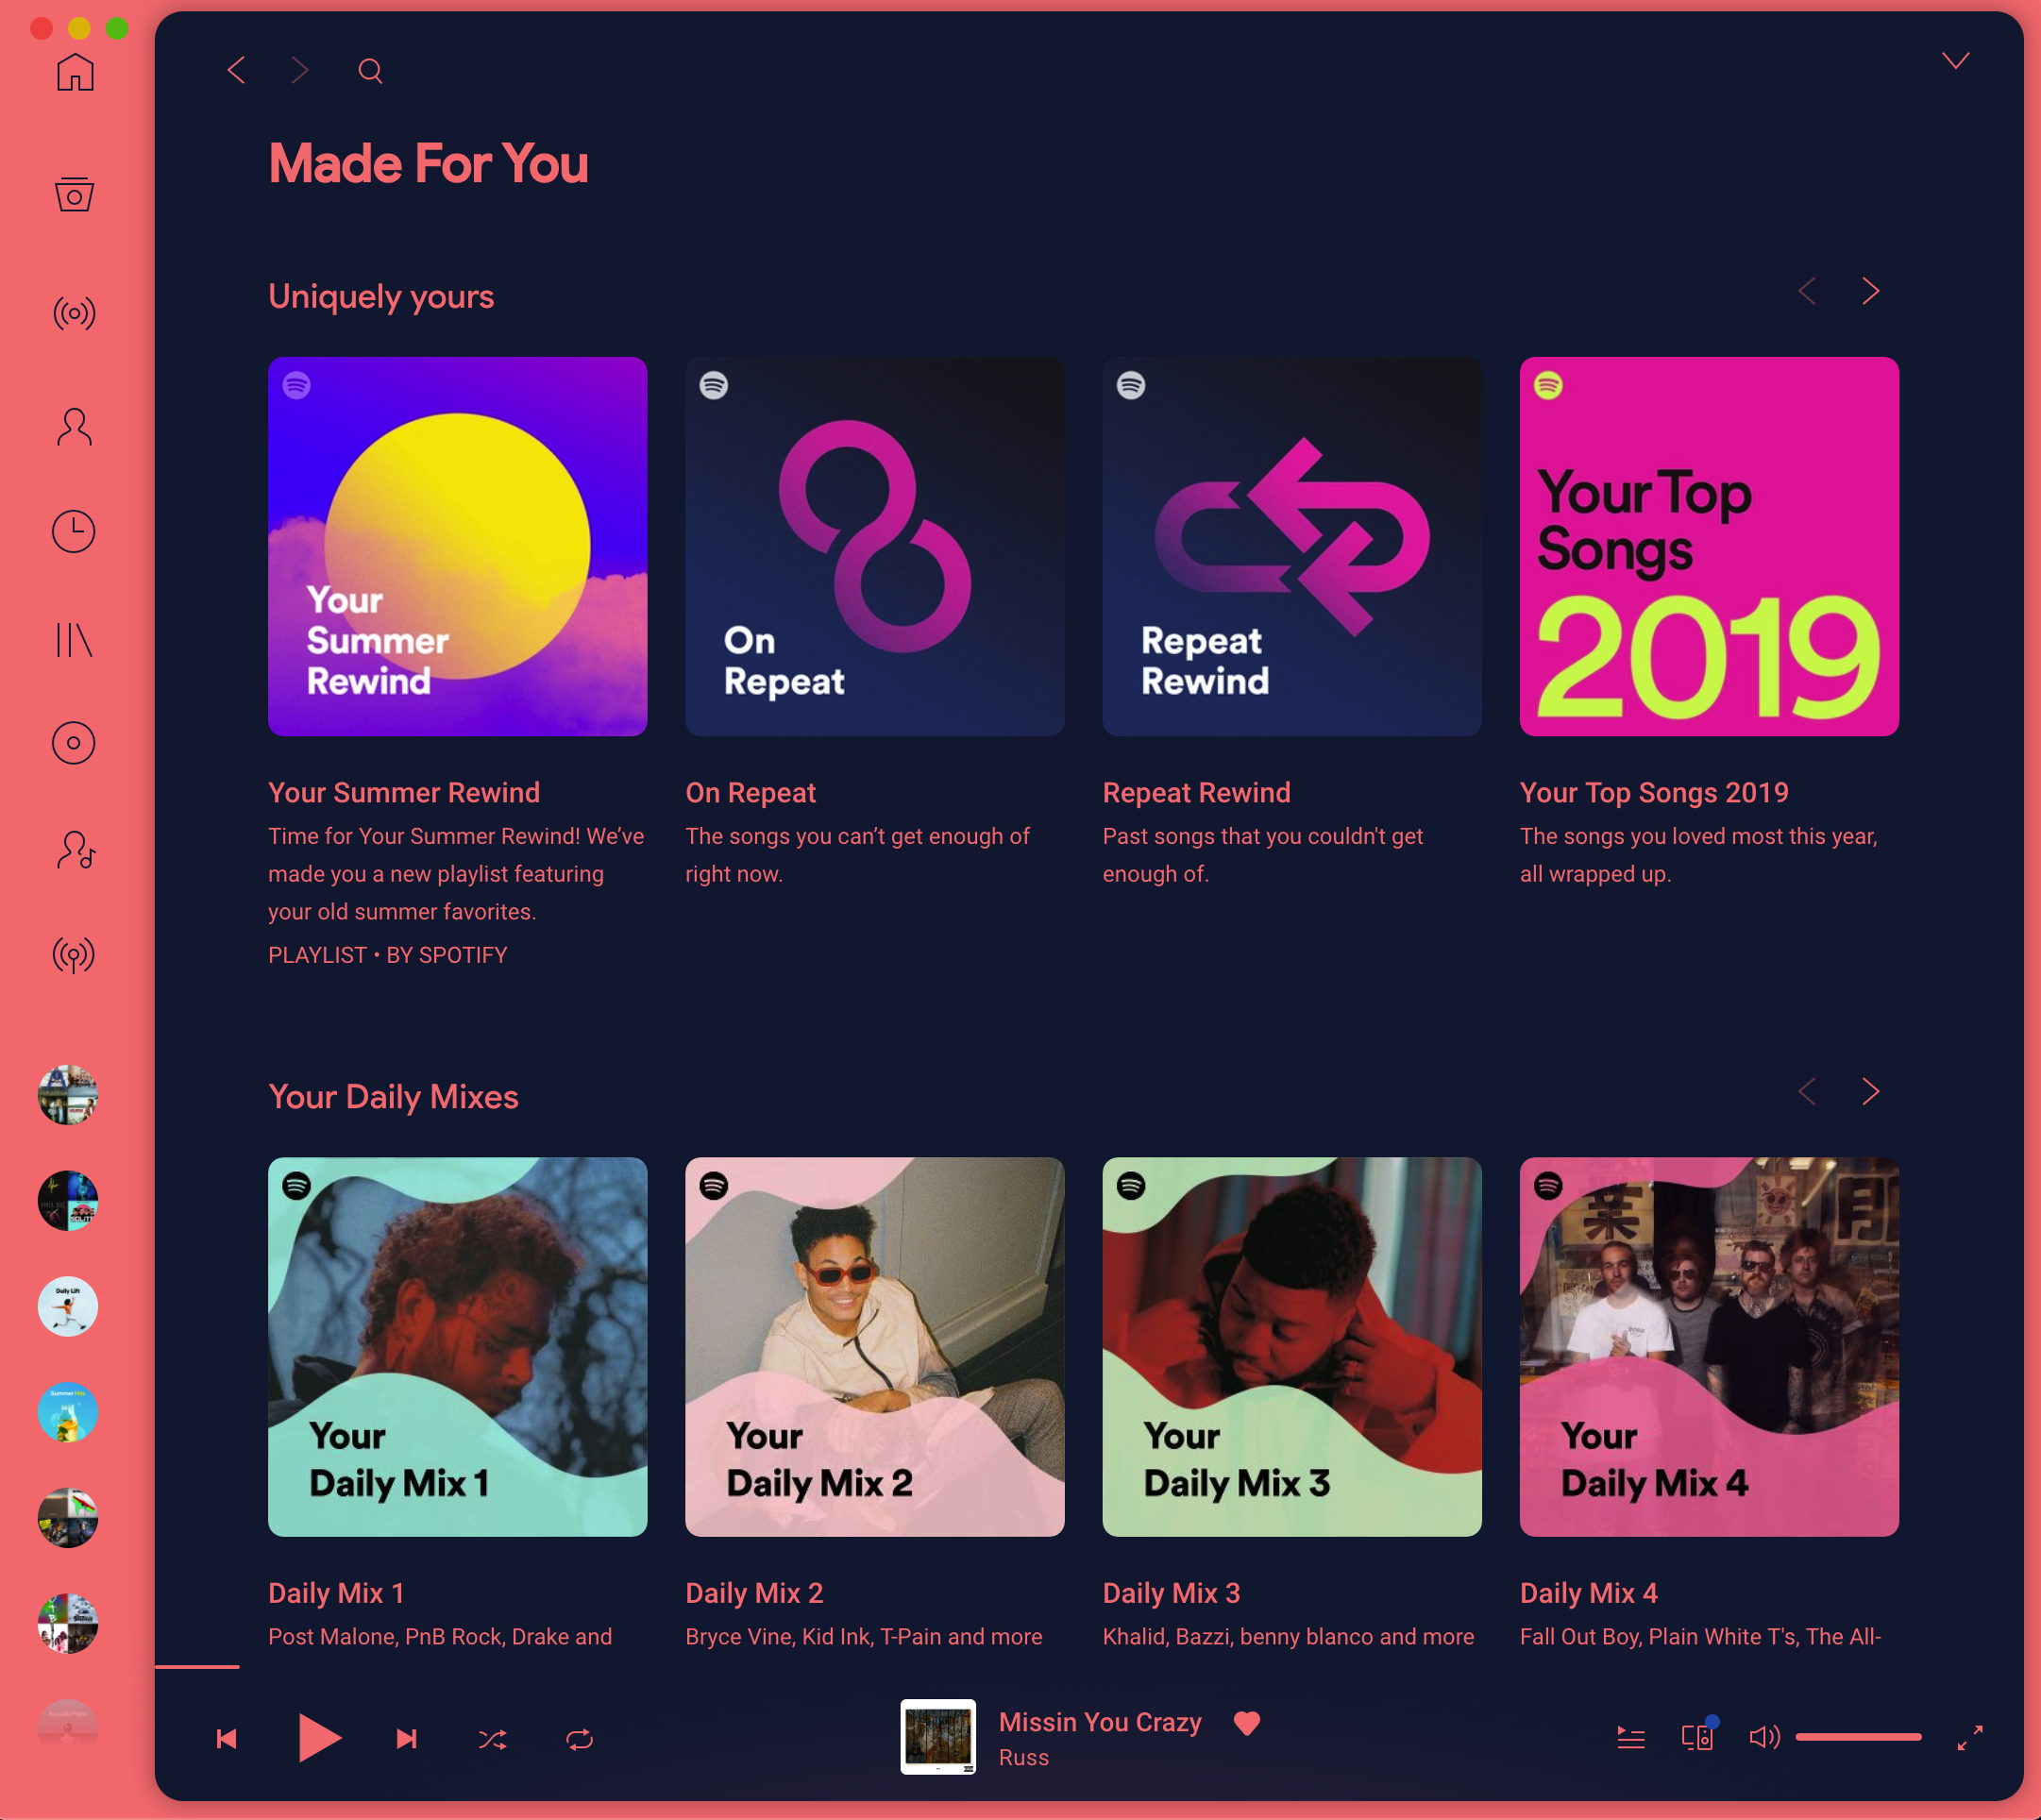 Made For You
Uniquely yours
Your
Summer
Rewind
On
Repeat
Repeat
Rewind
Your Top
Songs
2019
Your Summer Rewind
Time for Your Summer Rewind! We’ve
made you a new playlist featuring
your old summer favorites.
PLAYLIST • BY SPOTIFY
On Repeat
The songs you can’t get enough of
right now.
Repeat Rewind
Past songs that you couldn't get
enough of.
Your Top Songs 2019
The songs you loved most this year,
all wrapped up.
Your Daily Mixes
Your
Daily Mix 1
Your
Daily Mix 2
Your
Daily Mix 3
Your
Daily Mix 4
Daily Mix 1
Post Malone, PnB Rock, Drake and
Daily Mix 2
Bryce Vine, Kid Ink, T-Pain and more
Daily Mix 3
Khalid, Bazzi, benny blanco and more
Daily Mix 4
Fall Out Boy, Plain White T's, The All-
Daily Lift
Summer Hits
Peaceful Piano
Missin You Crazy
Russ